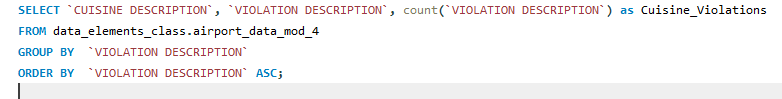 SELECT `CUISINE DESCRIPTION`, `VIOLATION DESCRIPTION`, count(`VIOLATION DESCRIPTION`) as Cuisine_Violations
FROM data_elements_class.airport_data_mod_4
GROUP BY  `VIOLATION DESCRIPTION`
ORDER BY  `VIOLATION DESCRIPTION` ASC;